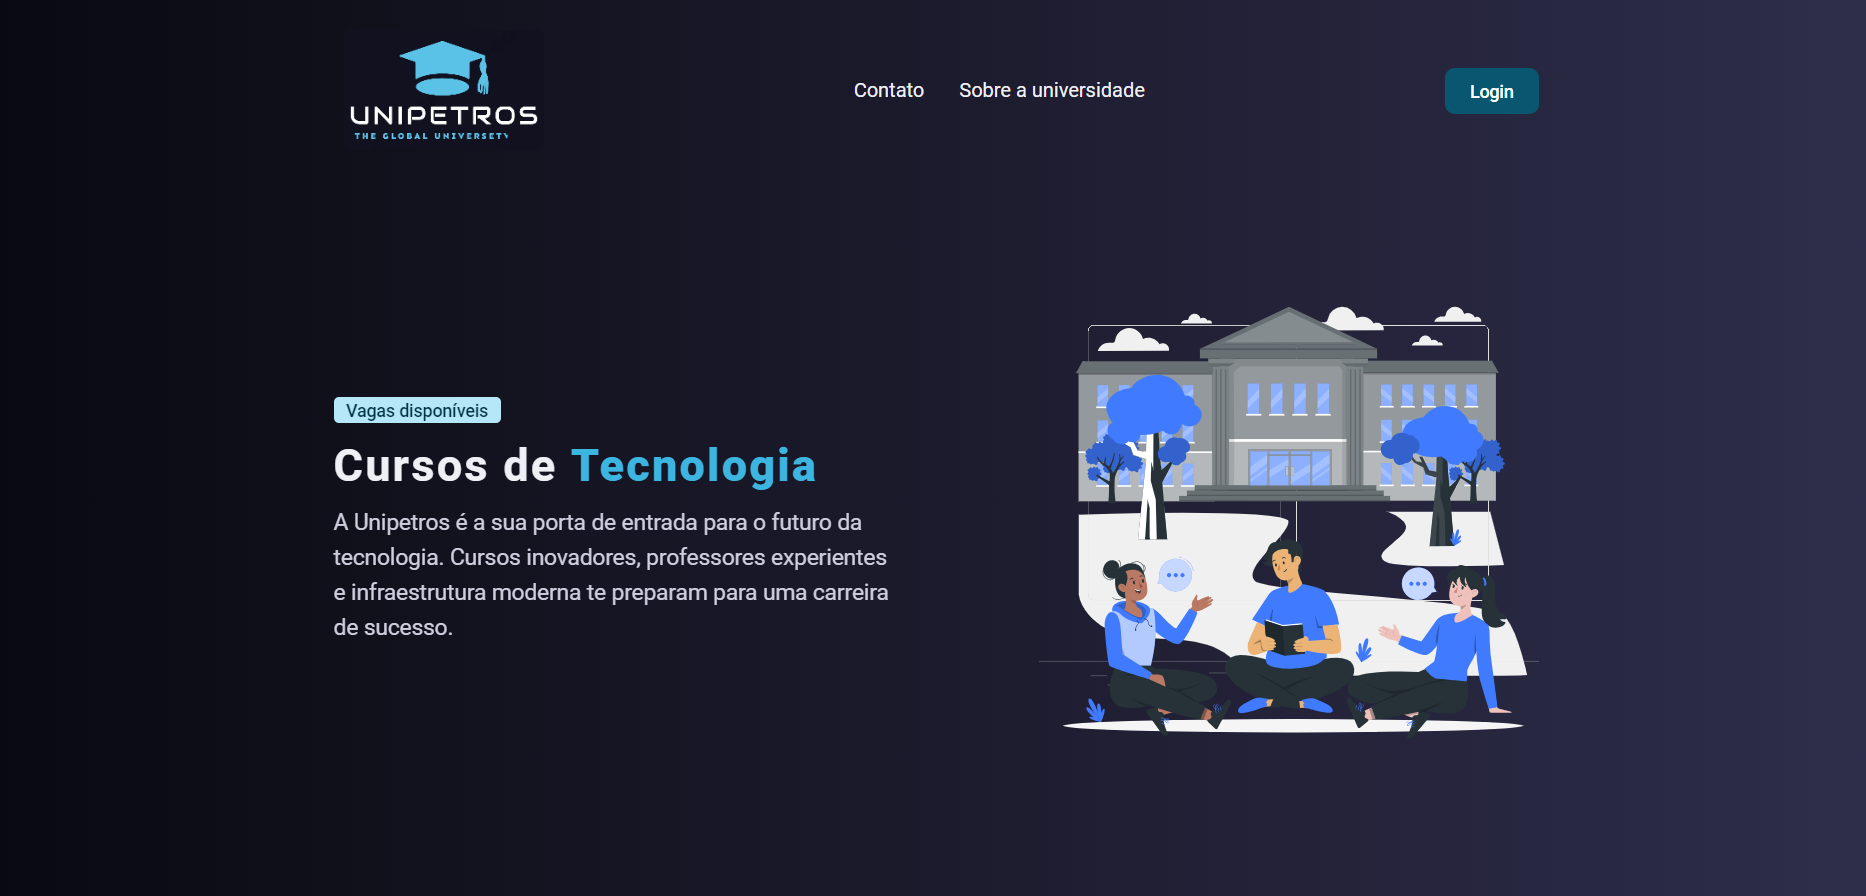 UNIPETROS
THE GLOBAL UNIVERSETY
Contato
Sobre a universidade
Login
Vagas disponíveis
Cursos de Tecnologia
A Unipetros é a sua porta de entrada para o futuro da
tecnologia. Cursos inovadores, professores experientes
e infraestrutura moderna te preparam para uma carreira
de sucesso.